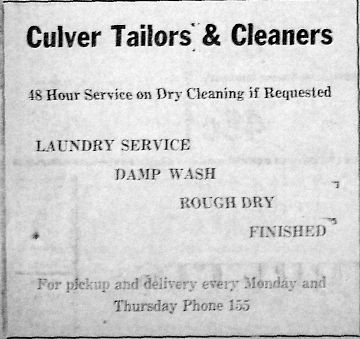 Culver Tailors & Cleaners
48 Hour Service on Dry Cleaning if Requested
LAUNDRY SERVICE
DAMP WASH
ROUGH DRY
FINISHED
For pickup and delivery every Monday and
Thursday Phone 155